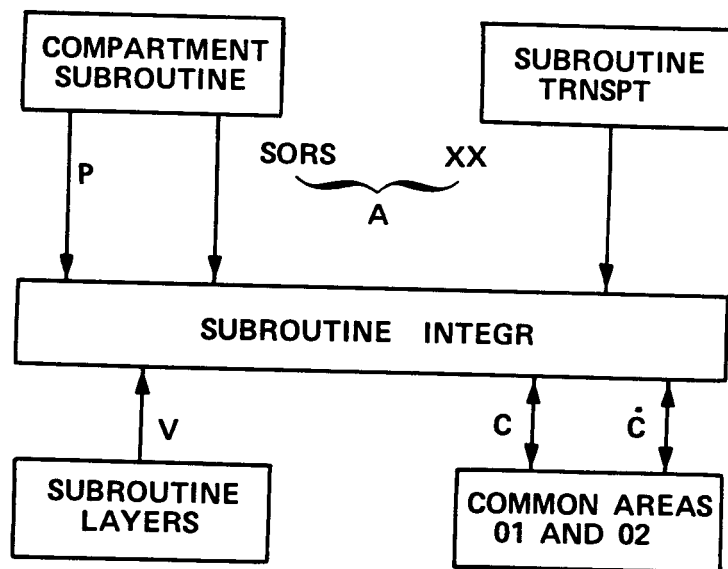 COMPARTMENT
SUBROUTINE
SUBROUTINE
TRNSPT
P
SORS
XX
A
SUBROUTINE INTEGR
V
C
Ċ
SUBROUTINE
LAYERS
COMMON AREAS
01 AND 02